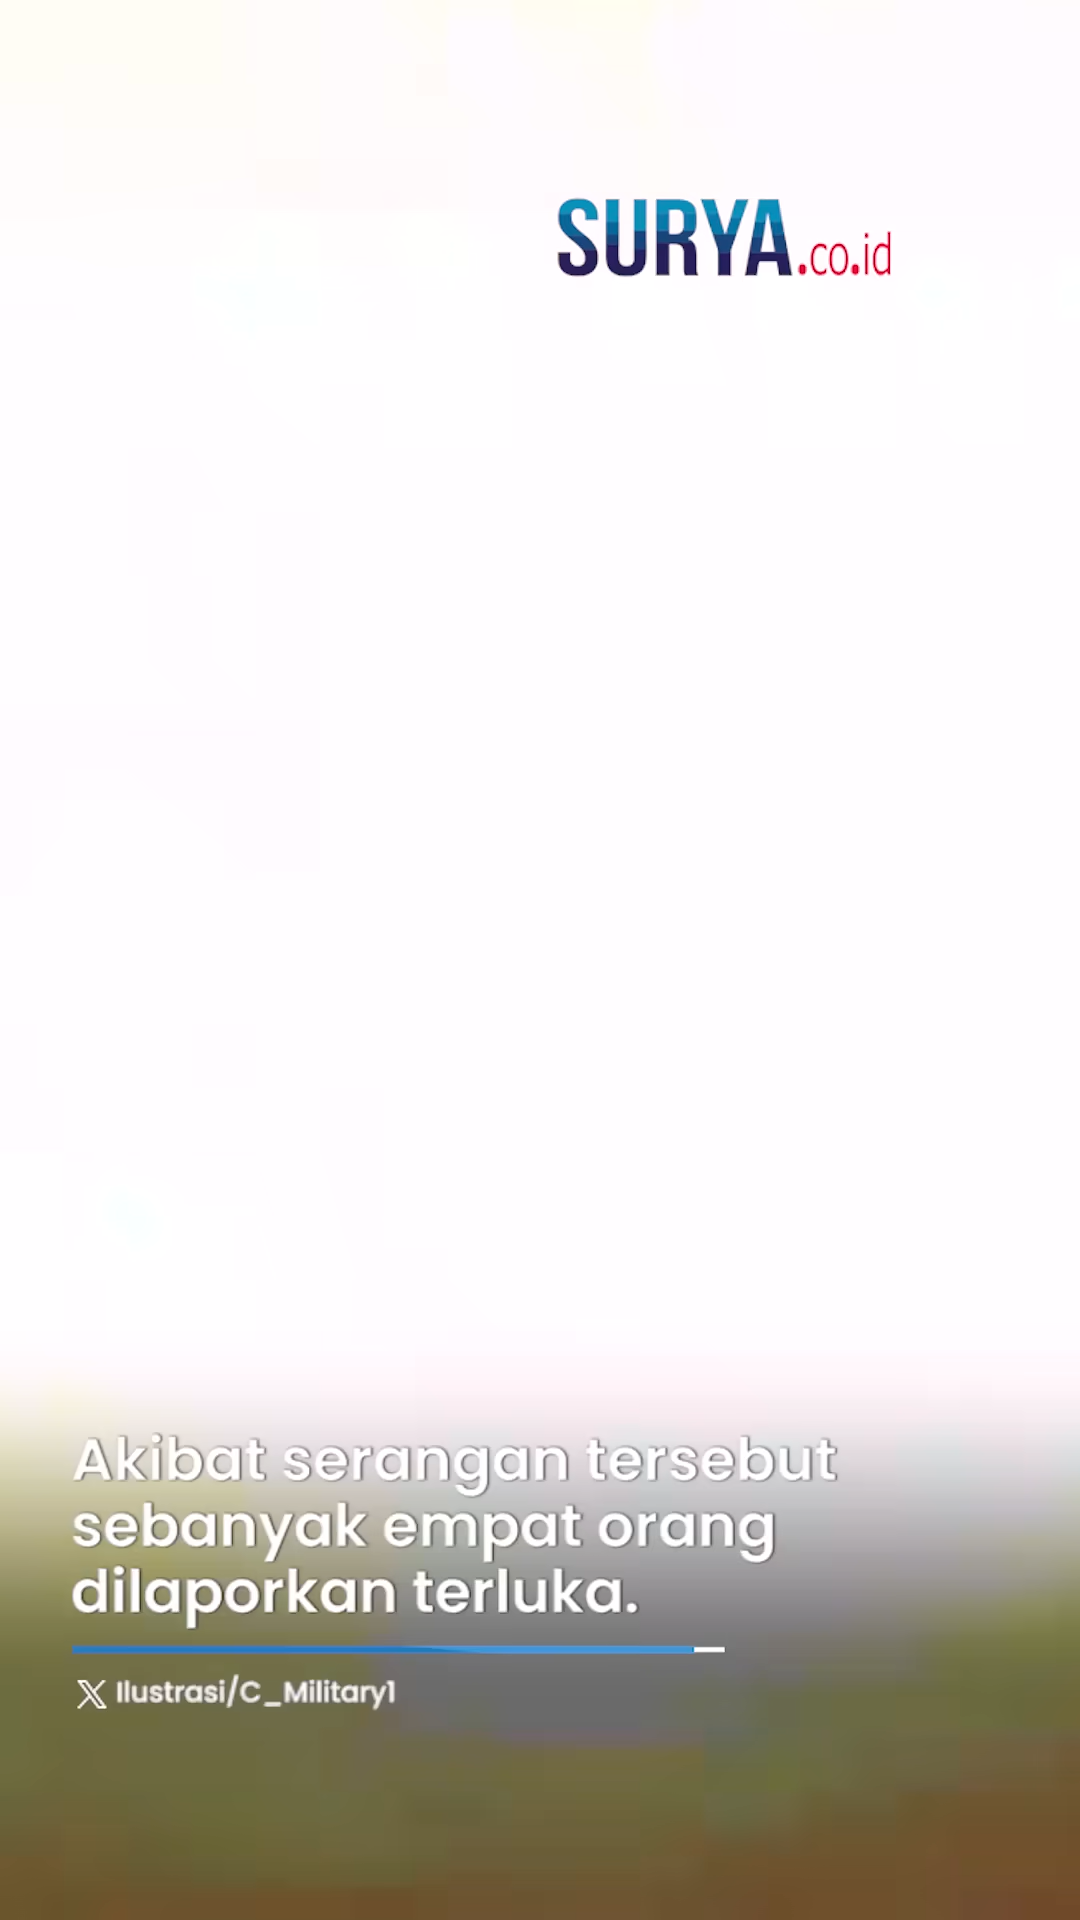 SURYA.co.id
Akibat serangan tersebut
sebanyak empat orang
dilaporkan terluka.
X Ilustrasi/C_Military1